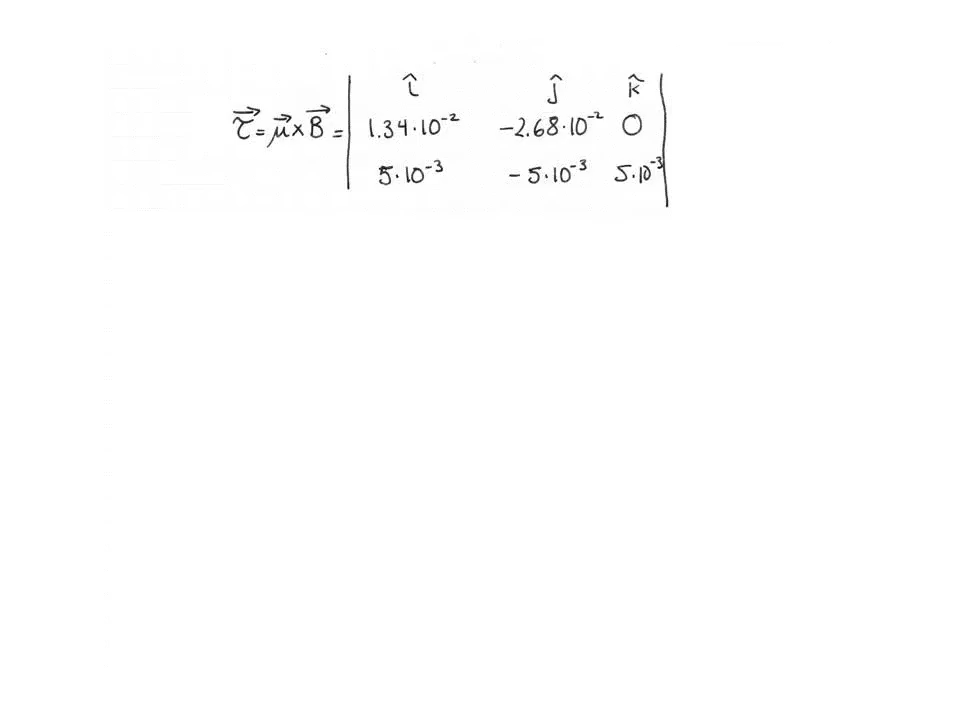 î ĵ k̂
τ⃗ = μ⃗ × B⃗ = | 1.34·10⁻² -2.68·10⁻² 0 |
5·10⁻³ -5·10⁻³ 5·10⁻³